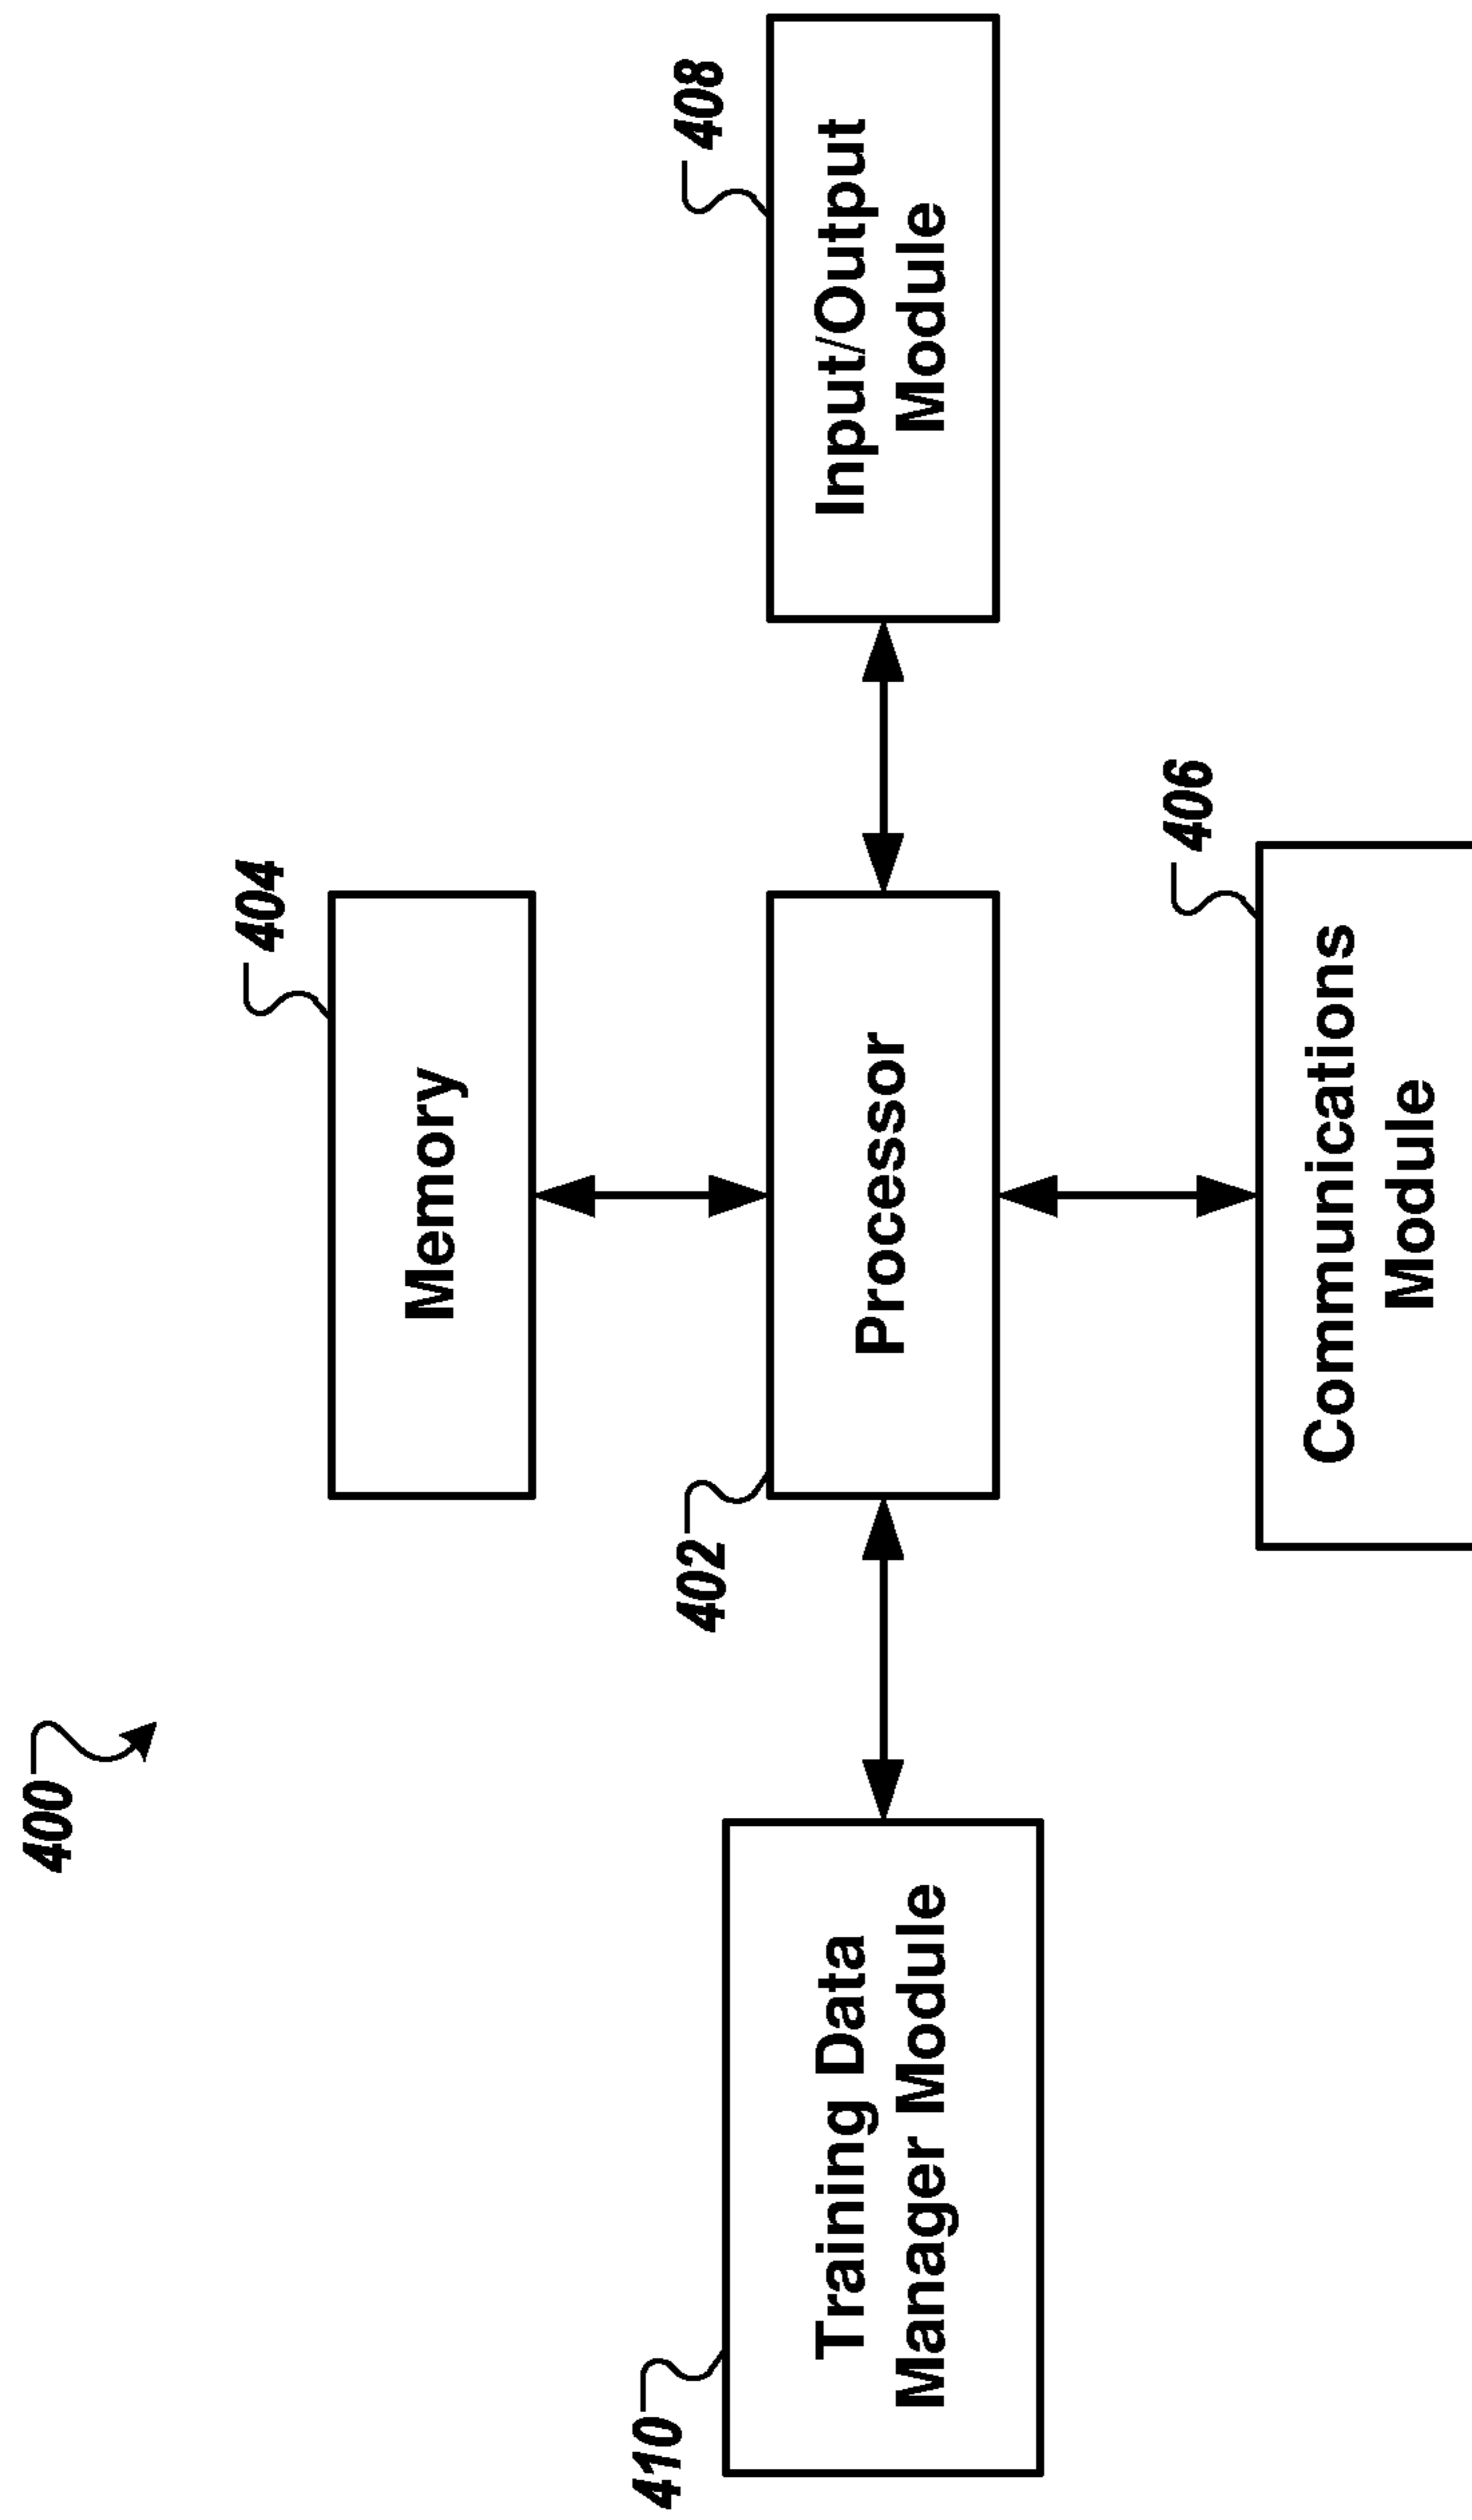 400
404
Memory
402
Processor
408
Input/Output
Module
410
Training Data
Manager Module
406
Communications
Module